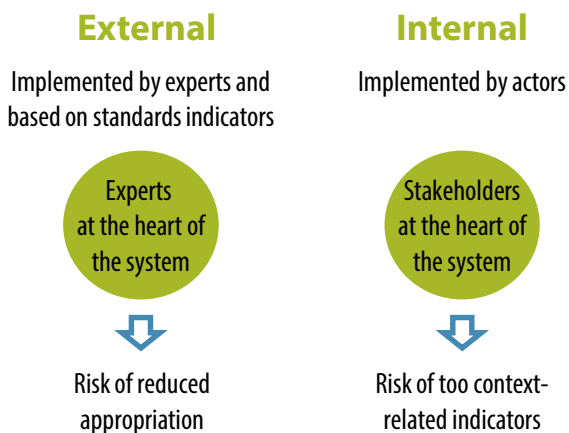 External
Implemented by experts and
based on standards indicators
Experts
at the heart of
the system
Risk of reduced
appropriation
Internal
Implemented by actors
Stakeholders
at the heart of
the system
Risk of too context-
related indicators